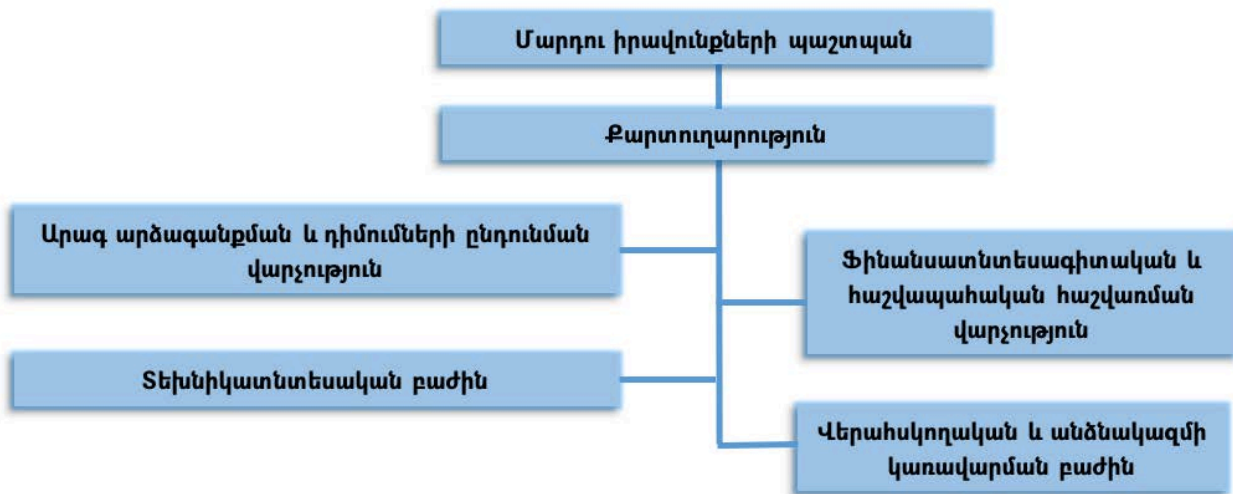 Մարդու իրավունքների պաշտպան
Քարտուղարություն
Արագ արձագանքման և դիմումների ընդունման
վարչություն
Ֆինանսատնտեսագիտական և
հաշվապահական հաշվառման
վարչություն
Տեխնիկատնտեսական բաժին
Վերահսկողական և անձնակազմի
կառավարման բաժին